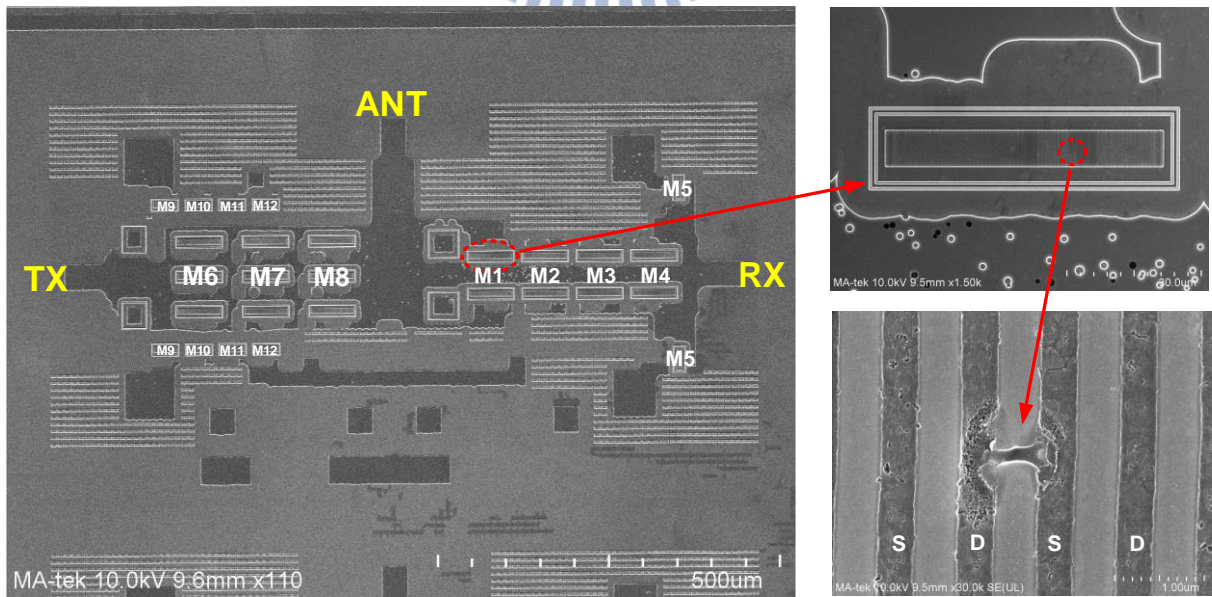 ANT
M5
M9 M10 M11 M12
TX
M6 M7 M8
M1 M2 M3 M4
RX
M9 M10 M11 M12
M5
MA-tek 10.0kV 9.6mm x110
500um
MA-tek 10.0kV 9.5mm x1.50k
S D S D
MA-tek 10.0kV 9.5mm x30.0k SE(UL)
1.00um